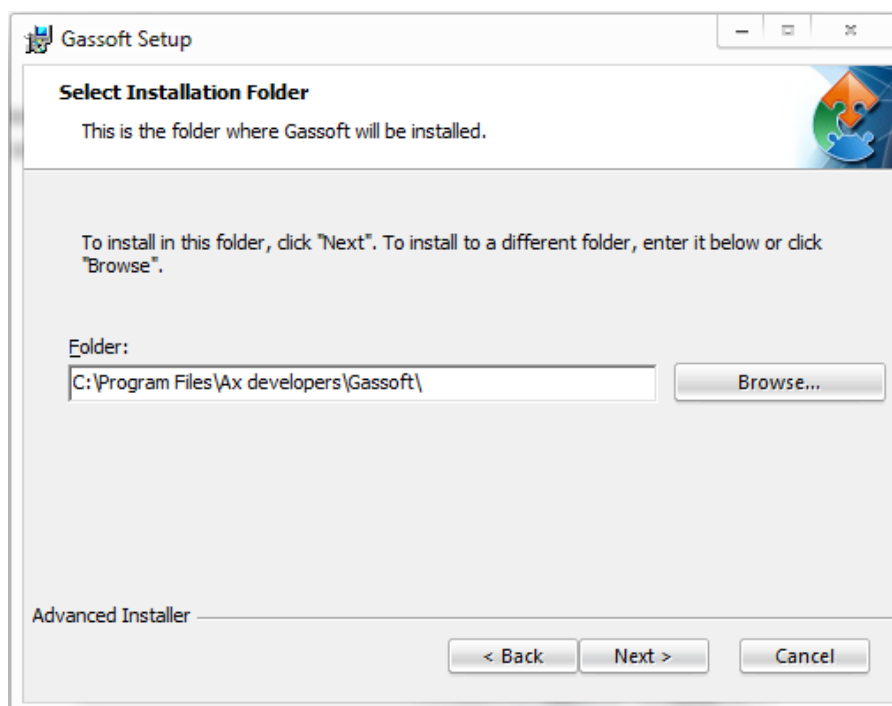 Gassoft Setup
Select Installation Folder
This is the folder where Gassoft will be installed.
To install in this folder, click "Next". To install to a different folder, enter it below or click
"Browse".
Folder:
C:\Program Files\Ax developers\Gassoft\
Browse...
Advanced Installer
< Back
Next >
Cancel